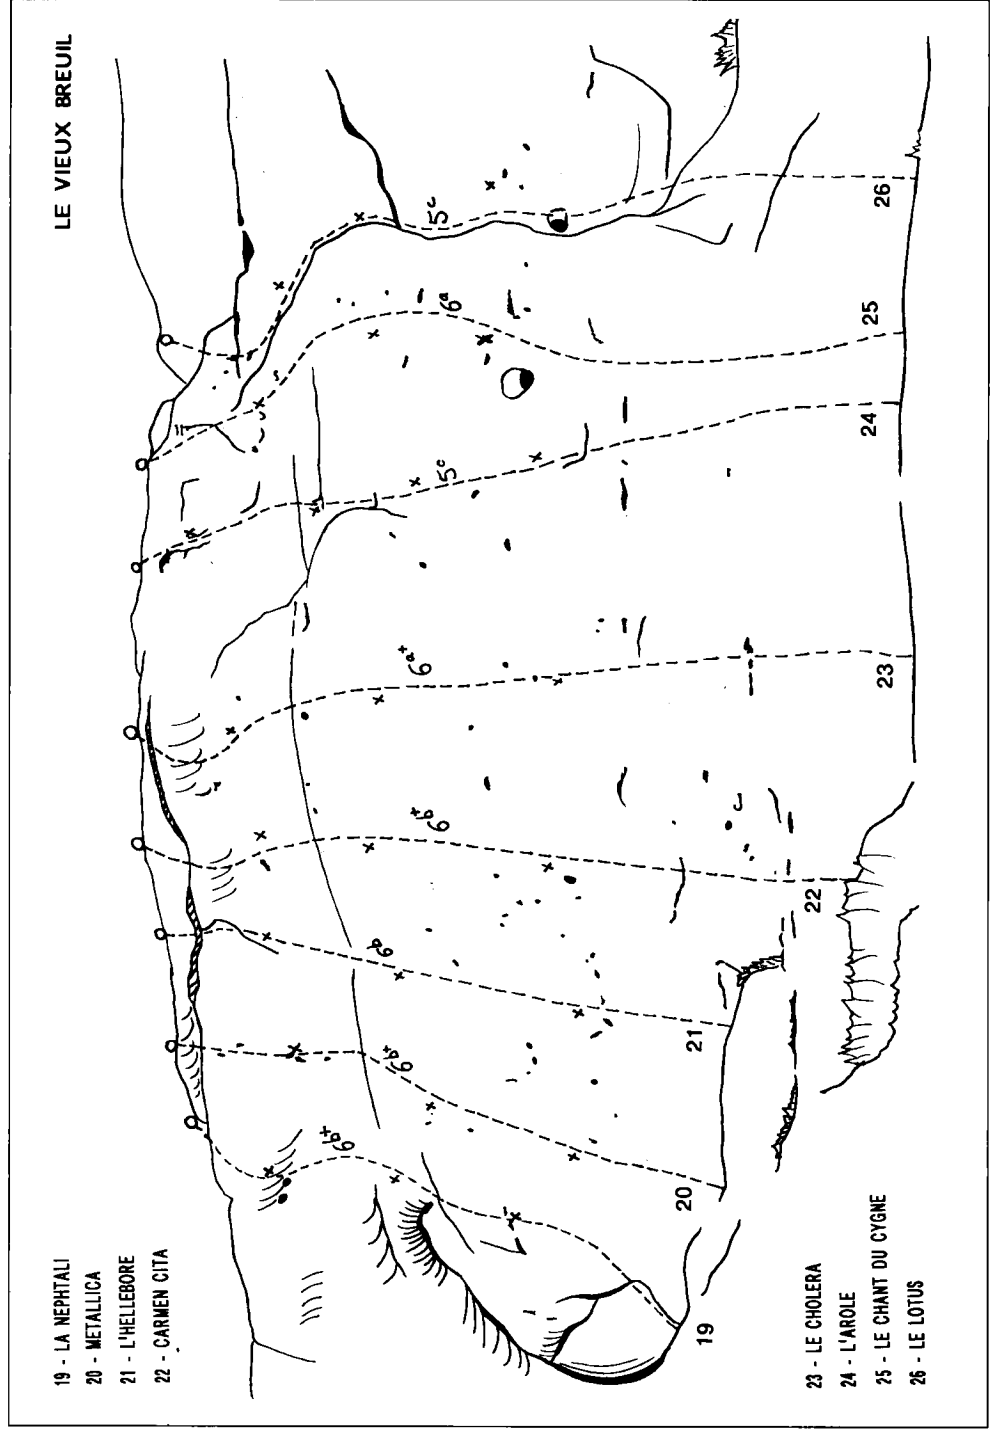 LE VIEUX BREUIL
19 - LA NEPHTALI
20 - METALLICA
21 - L'HELLEBORE
22 - CARMEN CITA
23 - LE CHOLERA
24 - L'AROLE
25 - LE CHANT DU CYGNE
26 - LE LOTUS
6b+
6b+
6b
6b+
6a+
5c
6a
5c
19
20
21
22
23
24
25
26